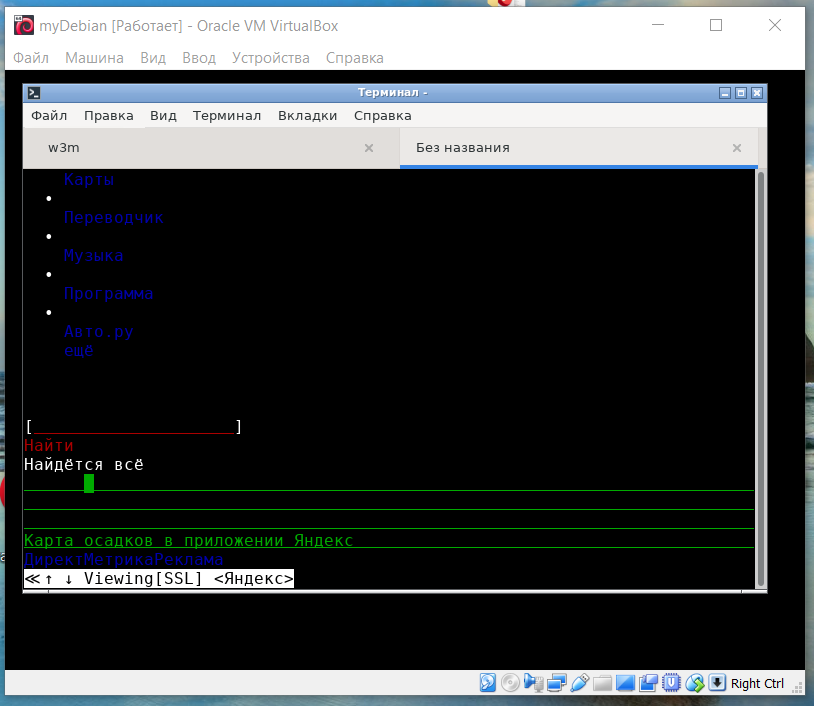 myDebian [Работает] - Oracle VM VirtualBox
Файл Машина Вид Ввод Устройства Справка
Терминал -
Файл Правка Вид Терминал Вкладки Справка
w3m Без названия
Карты
•
Переводчик
•
Музыка
•
Программа
•
Авто.ру
ещё
[____________________]
Найти
Найдётся всё
Карта осадков в приложении Яндекс
ДиректМетрикаРеклама
≪↑ ↓ Viewing[SSL] <Яндекс>
Right Ctrl